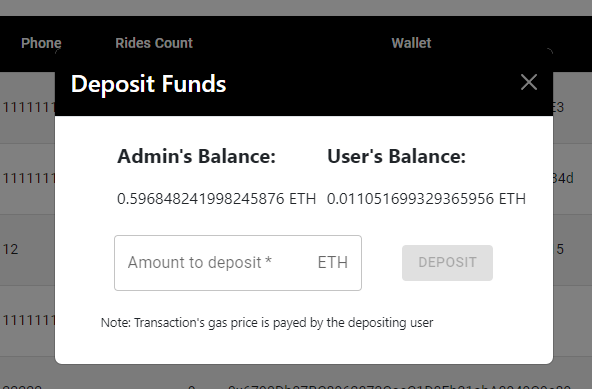 Phone Rides Count Wallet
Deposit Funds
Admin's Balance: User's Balance:
0.596848241998245876 ETH 0.011051699329365956 ETH
Amount to deposit * ETH DEPOSIT
Note: Transaction's gas price is payed by the depositing user
1111111 E3
1111111 34d
12 5
1111111